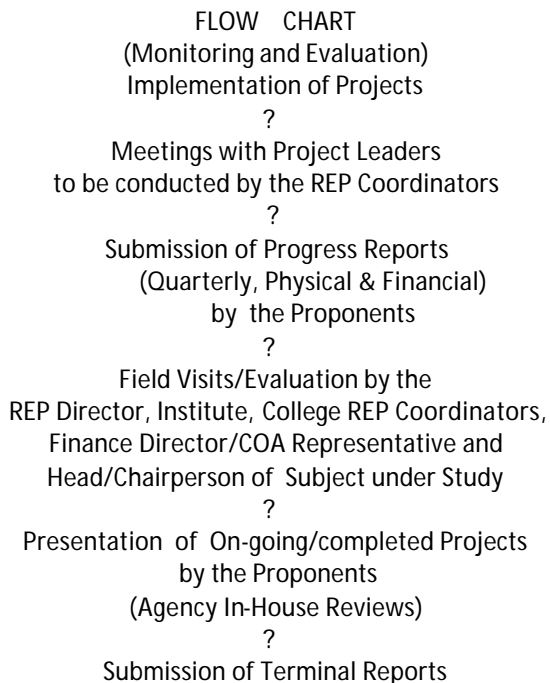 FLOW CHART
(Monitoring and Evaluation)
Implementation of Projects
?
Meetings with Project Leaders
to be conducted by the REP Coordinators
?
Submission of Progress Reports
(Quarterly, Physical & Financial)
by the Proponents
?
Field Visits/Evaluation by the
REP Director, Institute, College REP Coordinators,
Finance Director/COA Representative and
Head/Chairperson of Subject under Study
?
Presentation of On-going/completed Projects
by the Proponents
(Agency In-House Reviews)
?
Submission of Terminal Reports